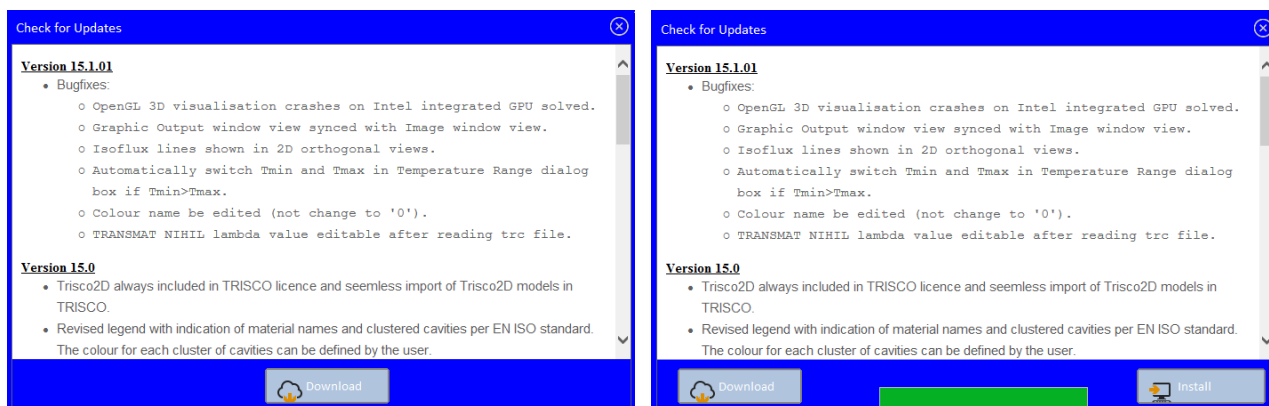 Check for Updates
Version 15.1.01
• Bugfixes:
o OpenGL 3D visualisation crashes on Intel integrated GPU solved.
o Graphic Output window view synced with Image window view.
o Isoflux lines shown in 2D orthogonal views.
o Automatically switch Tmin and Tmax in Temperature Range dialog
box if Tmin>Tmax.
o Colour name be edited (not change to '0').
o TRANSMAT NIHIL lambda value editable after reading trc file.
Version 15.0
• Trisco2D always included in TRISCO licence and seemless import of Trisco2D models in
TRISCO.
• Revised legend with indication of material names and clustered cavities per EN ISO standard.
The colour for each cluster of cavities can be defined by the user.
Download
Check for Updates
Version 15.1.01
• Bugfixes:
o OpenGL 3D visualisation crashes on Intel integrated GPU solved.
o Graphic Output window view synced with Image window view.
o Isoflux lines shown in 2D orthogonal views.
o Automatically switch Tmin and Tmax in Temperature Range dialog
box if Tmin>Tmax.
o Colour name be edited (not change to '0').
o TRANSMAT NIHIL lambda value editable after reading trc file.
Version 15.0
• Trisco2D always included in TRISCO licence and seemless import of Trisco2D models in
TRISCO.
• Revised legend with indication of material names and clustered cavities per EN ISO standard.
The colour for each cluster of cavities can be defined by the user.
Download
Install